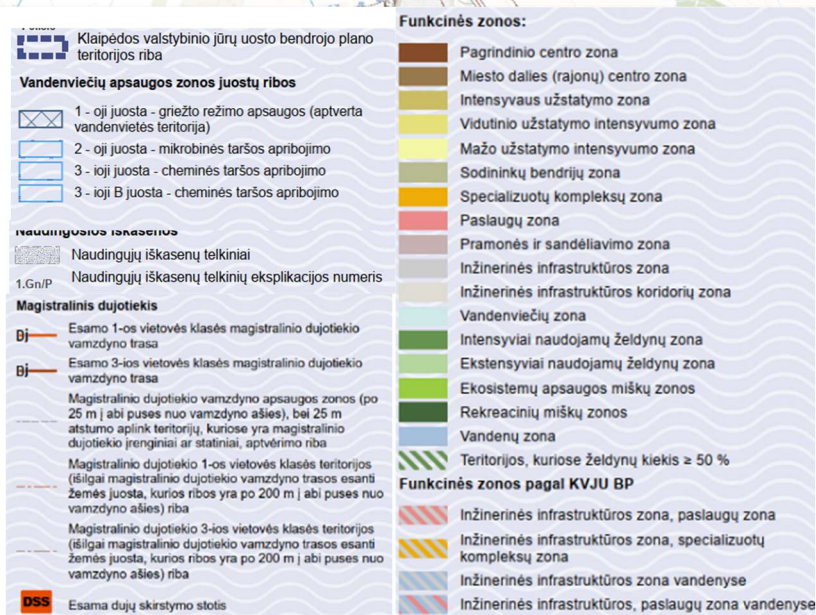 Klaipėdos valstybinio jūrų uosto bendrojo plano
teritorijos riba
Vandenviečių apsaugos zonos juostų ribos
1 - oji juosta - griežto režimo apsaugos (aptverta
vandenvietės teritorija)
2 - oji juosta - mikrobinės taršos apribojimo
3 - ioji juosta - cheminės taršos apribojimo
3 - ioji B juosta - cheminės taršos apribojimo
Naudingosios iškasenos
Naudingųjų iškasenų telkiniai
1.Gn/P Naudingųjų iškasenų telkinių eksplikacijos numeris
Magistralinis dujotiekis
Dj Esamo 1-os vietovės klasės magistralinio dujotiekio
vamzdyno trasa
Dj Esamo 3-ios vietovės klasės magistralinio dujotiekio
vamzdyno trasa
Magistralinio dujotiekio vamzdyno apsaugos zonos (po
25 m į abi puses nuo vamzdyno ašies), bei 25 m
atstumo aplink teritorijų, kuriose yra magistralinio
dujotiekio įrenginiai ar statiniai, aptvėrimo riba
Magistralinio dujotiekio 1-os vietovės klasės teritorijos
(išilgai magistralinio dujotiekio vamzdyno trasos esanti
žemės juosta, kurios ribos yra po 200 m į abi puses nuo
vamzdyno ašies) riba
Magistralinio dujotiekio 3-ios vietovės klasės teritorijos
(išilgai magistralinio dujotiekio vamzdyno trasos esanti
žemės juosta, kurios ribos yra po 200 m į abi puses nuo
vamzdyno ašies) riba
DSS Esama dujų skirstymo stotis
Funkcinės zonos:
Pagrindinio centro zona
Miesto dalies (rajonų) centro zona
Intensyvaus užstatymo zona
Vidutinio užstatymo intensyvumo zona
Mažo užstatymo intensyvumo zona
Sodininkų bendrijų zona
Specializuotų kompleksų zona
Paslaugų zona
Pramonės ir sandėliavimo zona
Inžinerinės infrastruktūros zona
Inžinerinės infrastruktūros koridorių zona
Vandenviečių zona
Intensyviai naudojamų želdynų zona
Ekstensyviai naudojamų želdynų zona
Ekosistemų apsaugos miškų zonos
Rekreacinių miškų zonos
Vandenų zona
Teritorijos, kuriose želdynų kiekis ≥ 50 %
Funkcinės zonos pagal KVJU BP
Inžinerinės infrastruktūros zona, paslaugų zona
Inžinerinės infrastruktūros zona, specializuotų
kompleksų zona
Inžinerinės infrastruktūros zona vandenyse
Inžinerinės infrastruktūros, paslaugų zona vandenyse